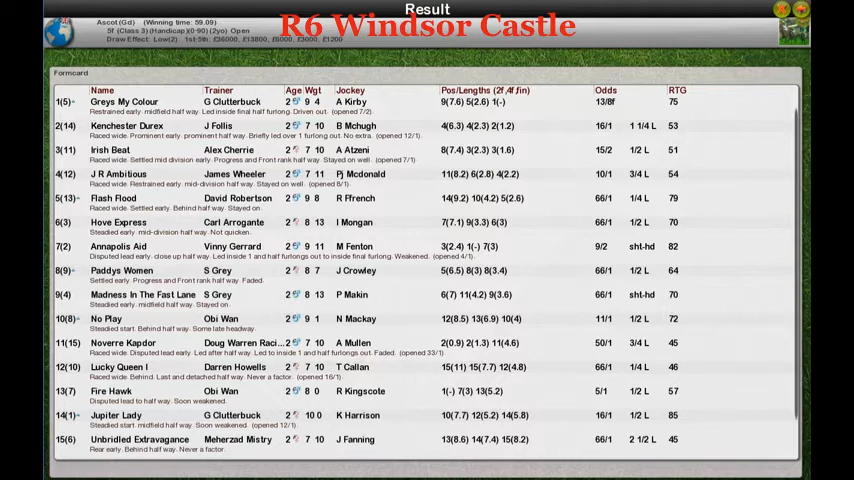 Result
R6 Windsor Castle
Ascot(Gd) (Winning time: 59.09)
5f (Class 3) (Handicap)(0-90) (2yo) Open
Draw Effect: Low(2) 1st-5th: £36000, £13800, £6000, £3000, £1200
Formcard
Name Trainer Age Wgt Jockey Pos/Lengths (2f,4f,fin) Odds RTG
1(5) Greys My Colour G Clutterbuck 2 9 4 A Kirby 9(7.6) 5(2.6) 1(-) 13/8f 75
Restrained early. midfield half way. Led inside final half furlong. Driven out. (opened 7/2)
2(14) Kenchester Durex J Follis 2 7 10 B Mchugh 4(6.3) 4(2.3) 2(1.2) 16/1 1 1/4 L 53
Raced wide. Prominent early. prominent half way. Briefly led over 1 furlong out. No extra. (opened 12/1)
3(11) Irish Beat Alex Cherrie 2 7 10 A Atzeni 8(7.4) 3(2.3) 3(1.6) 15/2 1/2 L 51
Raced wide. Settled mid division early. Progress and Front rank half way. Stayed on well. (opened 7/1)
4(12) J R Ambitious James Wheeler 2 7 11 Pj Mcdonald 11(8.2) 6(2.8) 4(2.2) 10/1 3/4 L 54
Raced wide. Restrained early. mid-division half way. Stayed on well. (opened 8/1)
5(13) Flash Flood David Robertson 2 9 8 R Ffrench 14(9.2) 10(4.2) 5(2.6) 66/1 1/4 L 79
Raced wide. Settled early. Behind half way. Stayed on.
6(3) Hove Express Carl Arrogante 2 8 13 I Mongan 7(7.1) 9(3.3) 6(3) 66/1 1/2 L 70
Steadied early. mid-division half way. Not quicken.
7(2) Annapolis Aid Vinny Gerrard 2 9 11 M Fenton 3(2.4) 1(-) 7(3) 9/2 sht-hd 82
Disputed lead early. close up half way. Led inside 1 and half furlongs out to inside final furlong. Weakened. (opened 4/1)
8(9) Paddys Women S Grey 2 8 7 J Crowley 5(6.5) 8(3) 8(3.4) 66/1 1/2 L 64
Settled early. Progress and Front rank half way. Faded.
9(4) Madness In The Fast Lane S Grey 2 8 13 P Makin 6(7) 11(4.2) 9(3.6) 66/1 sht-hd 70
Steadied early. midfield half way. Stayed on.
10(8) No Play Obi Wan 2 9 1 N Mackay 12(8.5) 13(6.9) 10(4) 11/1 1/2 L 72
Steadied start. Behind half way. Some late headway.
11(15) Noverre Kapdor Doug Warren Raci... 2 7 10 A Mullen 2(0.9) 2(1.3) 11(4.6) 50/1 3/4 L 45
Raced wide. Disputed lead early. Led after half way. Led to inside 1 and half furlongs out. Faded. (opened 33/1)
12(10) Lucky Queen I Darren Howells 2 7 10 T Callan 15(11) 15(7.7) 12(4.8) 66/1 1/4 L 46
Raced wide. Behind. Last and detached half way. Never a factor. (opened 16/1)
13(7) Fire Hawk Obi Wan 2 8 0 R Kingscote 1(-) 7(3) 13(5.2) 5/1 1/2 L 57
Disputed lead to half way. Soon weakened.
14(1) Jupiter Lady G Clutterbuck 2 10 0 K Harrison 10(7.7) 12(5.2) 14(5.8) 16/1 1/2 L 85
Steadied start. midfield half way. Soon weakened. (opened 12/1)
15(6) Unbridled Extravagance Meherzad Mistry 2 7 10 J Fanning 13(8.6) 14(7.4) 15(8.2) 66/1 2 1/2 L 45
Rear early. Behind half way. Never a factor.